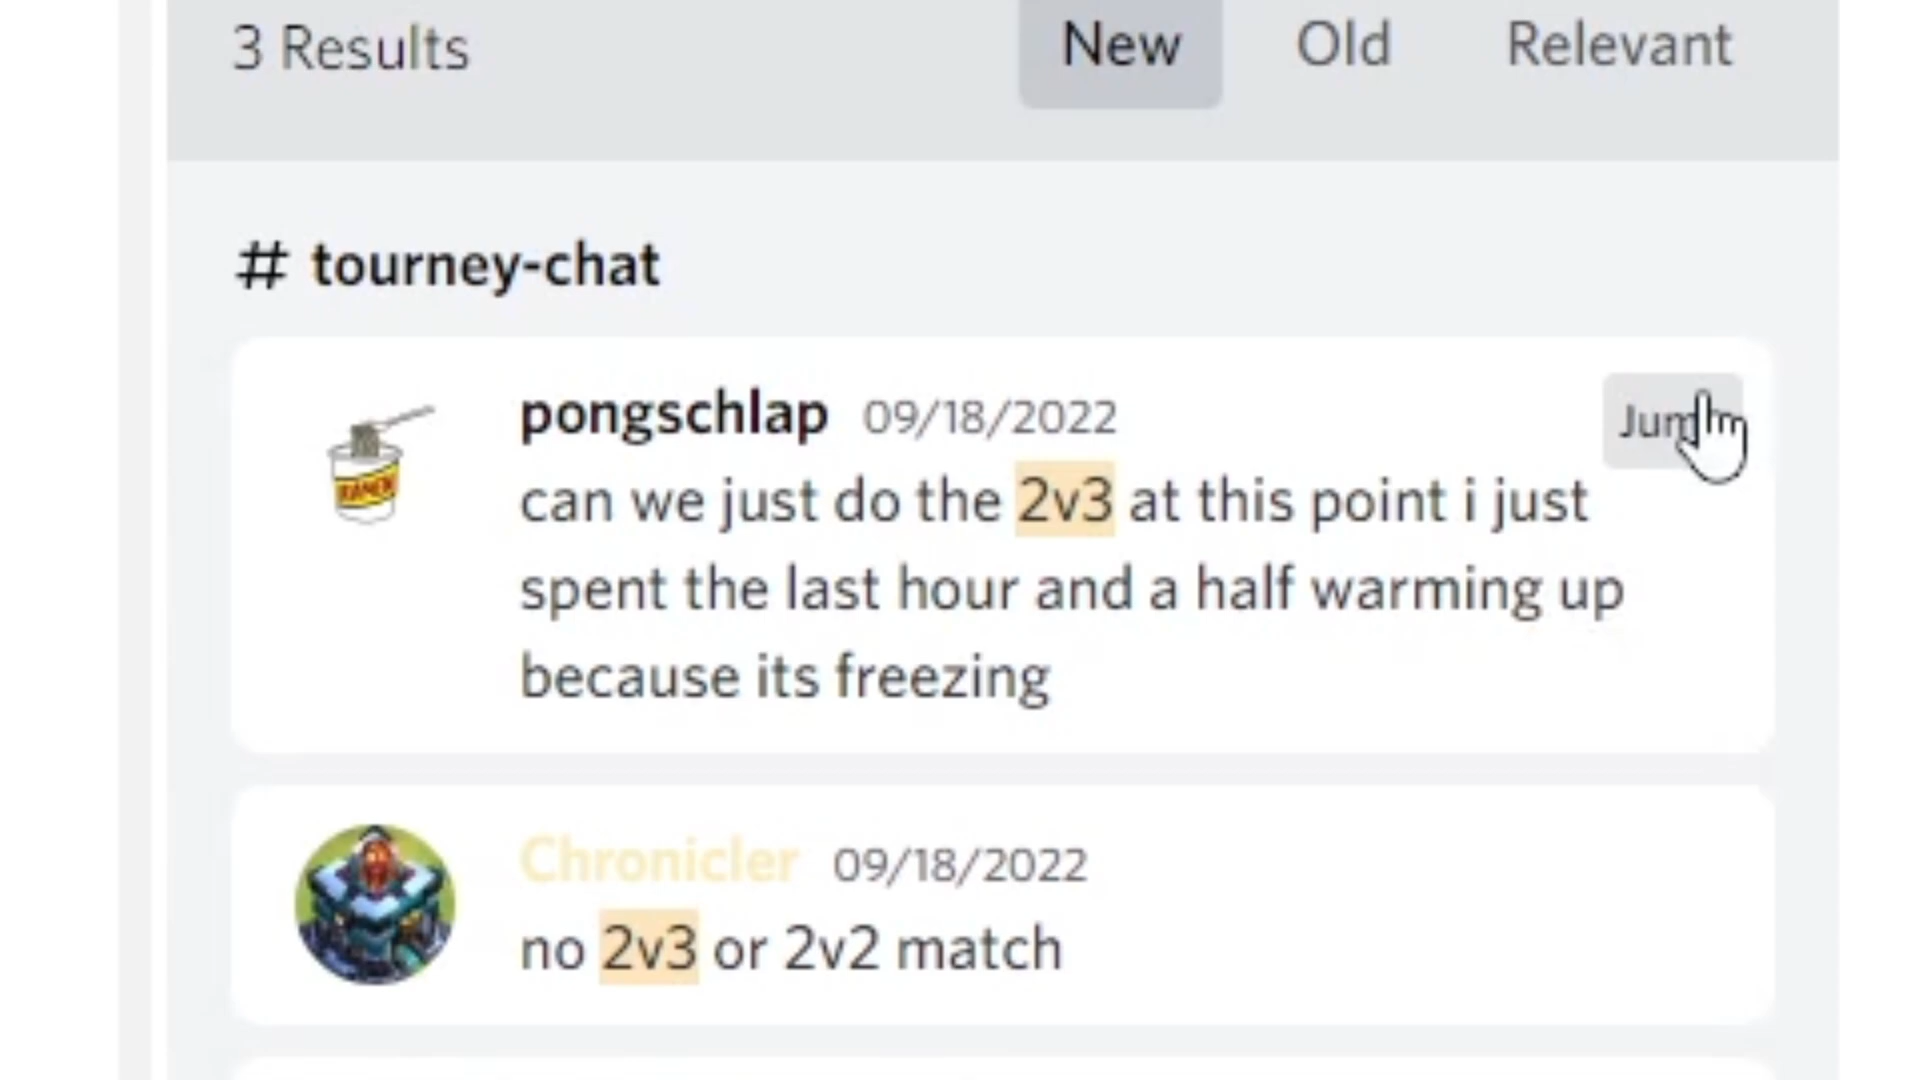 3 Results New Old Relevant
# tourney-chat
pongschlap 09/18/2022
can we just do the 2v3 at this point i just
spent the last hour and a half warming up
because its freezing
Chronicler 09/18/2022
no 2v3 or 2v2 match